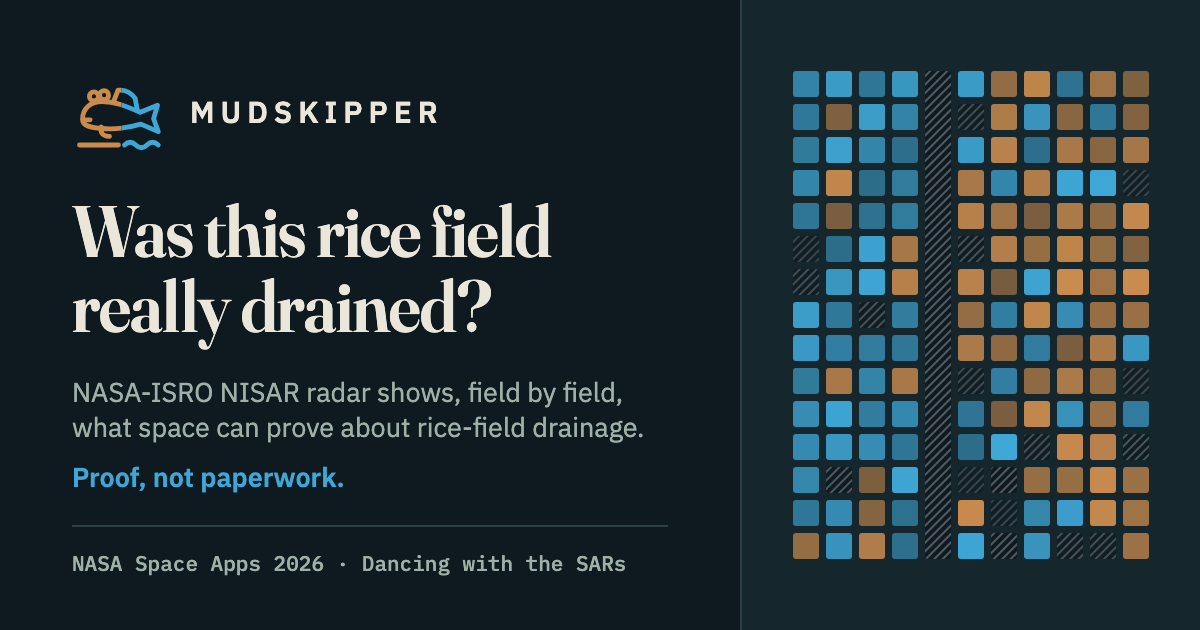 MUDSKIPPER
Was this rice field
really drained?
NASA-ISRO NISAR radar shows, field by field,
what space can prove about rice-field drainage.
Proof, not paperwork.
NASA Space Apps 2026 · Dancing with the SARs